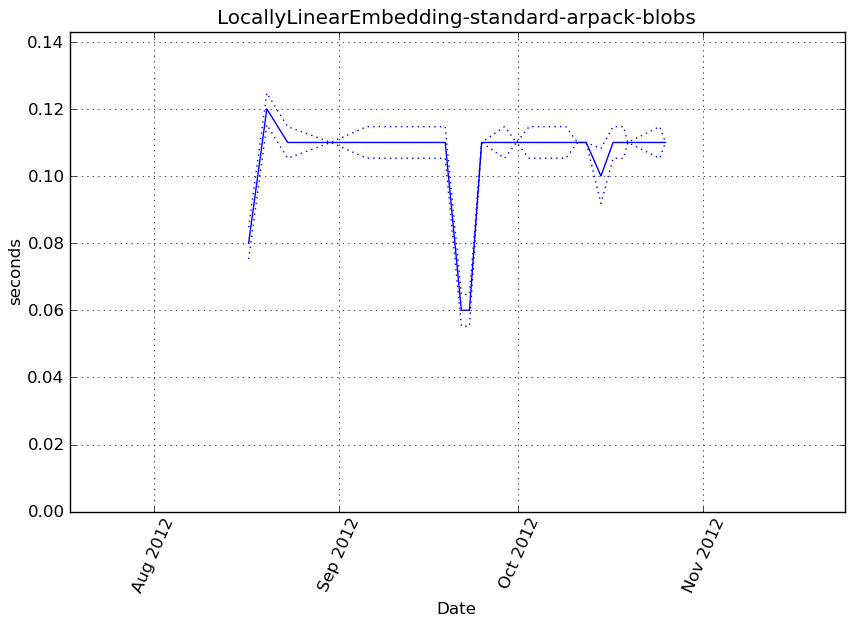 LocallyLinearEmbedding-standard-arpack-blobs
0.14
0.12
0.10
0.08
0.06
0.04
0.02
0.00
seconds
Aug 2012
Sep 2012
Oct 2012
Nov 2012
Date